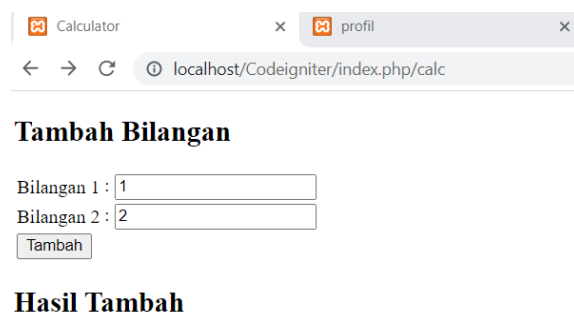 Calculator
profil
localhost/Codeigniter/index.php/calc
Tambah Bilangan
Bilangan 1 : 1
Bilangan 2 : 2
Tambah
Hasil Tambah